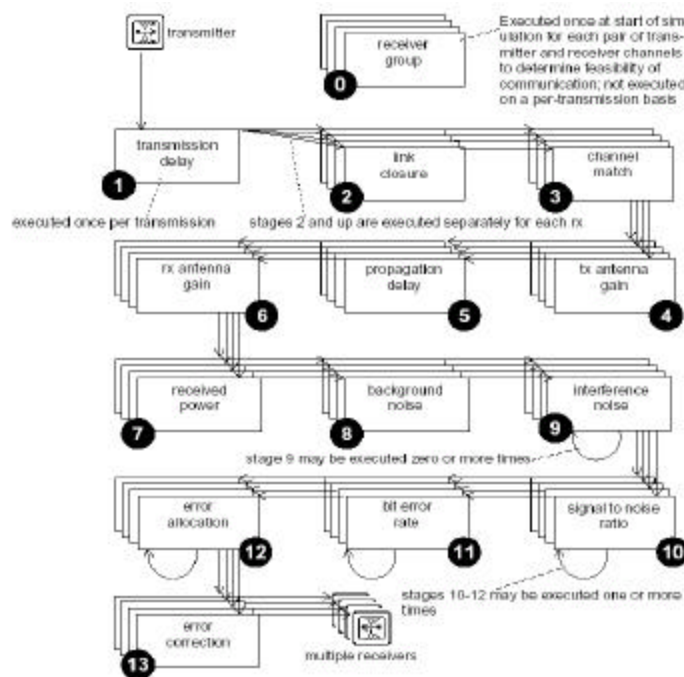 transmitter
receiver
group
0
Executed once at start of sim
ulation for each pair of trans-
mitter and receiver channels
to determine feasibility of
communication; not executed
on a per-transmission basis
transmission
delay
1
link
closure
2
channel
match
3
executed once per transmission
stages 2 and up are executed separately for each rx
rx antenna
gain
6
propagation
delay
5
tx antenna
gain
4
received
power
7
background
noise
8
interference
noise
9
stage 9 may be executed zero or more times
error
allocation
12
bit error
rate
11
signal to noise
ratio
10
stages 10-12 may be executed one or more
times
error
correction
13
multiple receivers